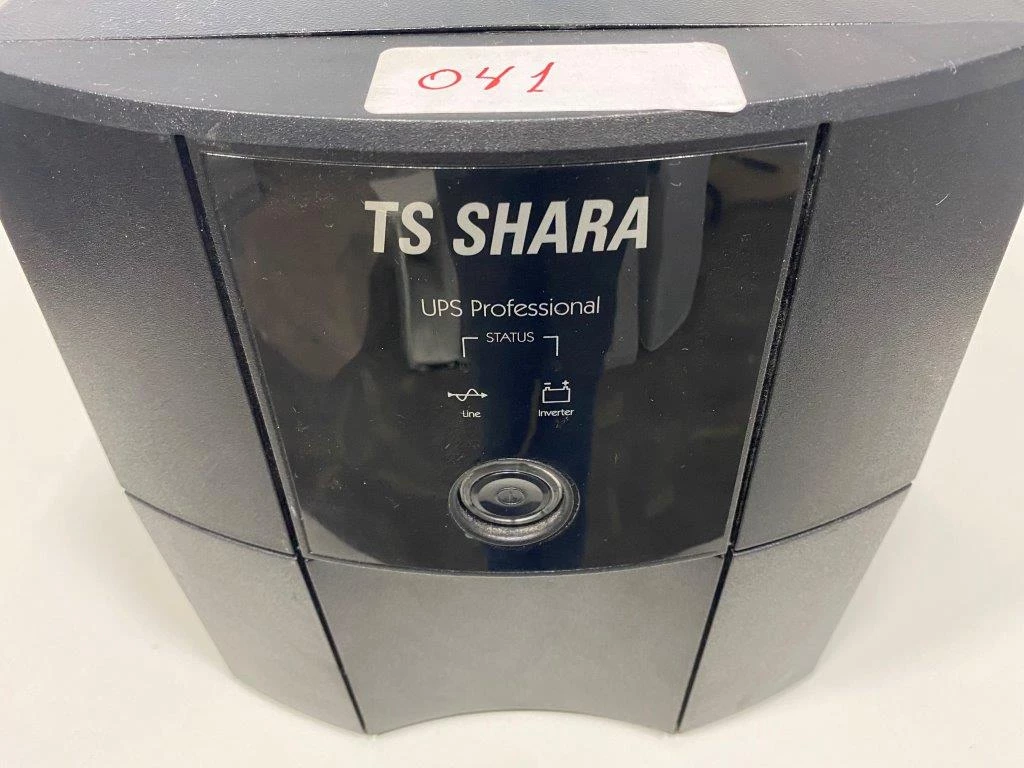 041
TS SHARA
UPS Professional
STATUS
Line
Inverter